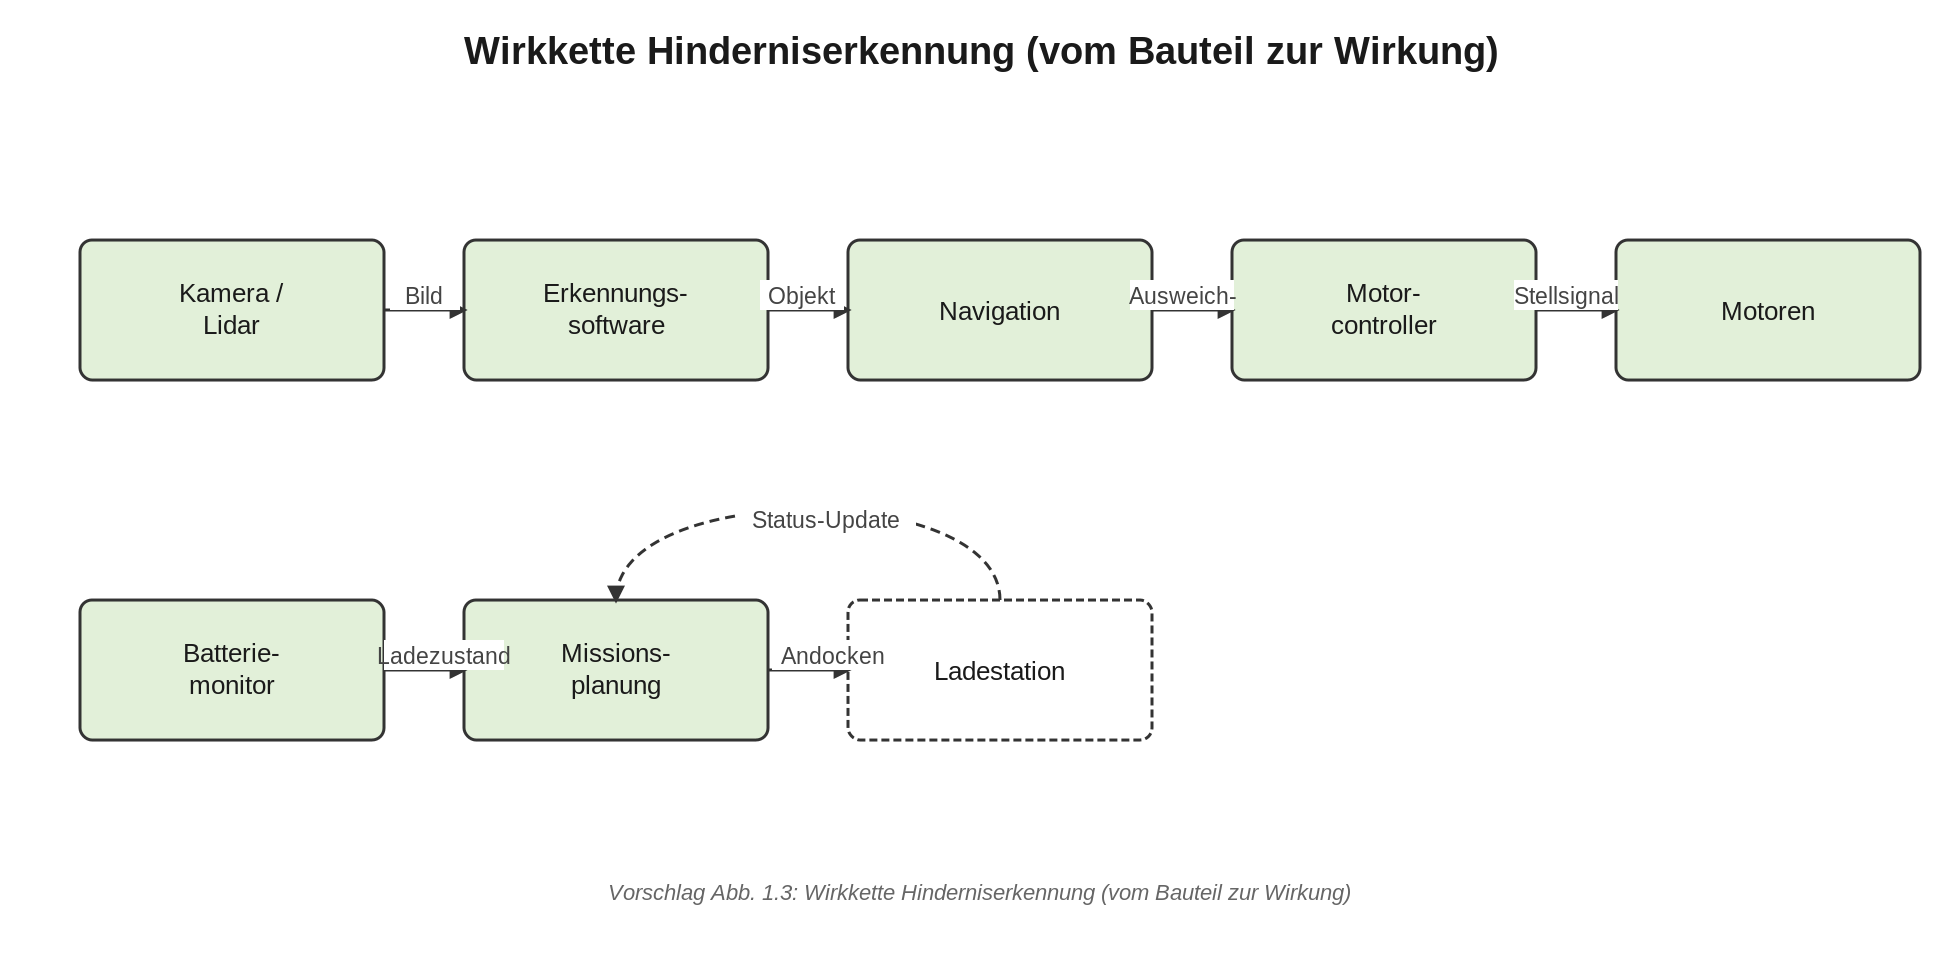 Wirkkette Hinderniserkennung (vom Bauteil zur Wirkung)
Kamera /
Lidar
Bild
Erkennungs-
software
Objekt
Navigation
Ausweich-
Motor-
controller
Stellsignal
Motoren
Status-Update
Batterie-
monitor
Ladezustand
Missions-
planung
Andocken
Ladestation
Vorschlag Abb. 1.3: Wirkkette Hinderniserkennung (vom Bauteil zur Wirkung)